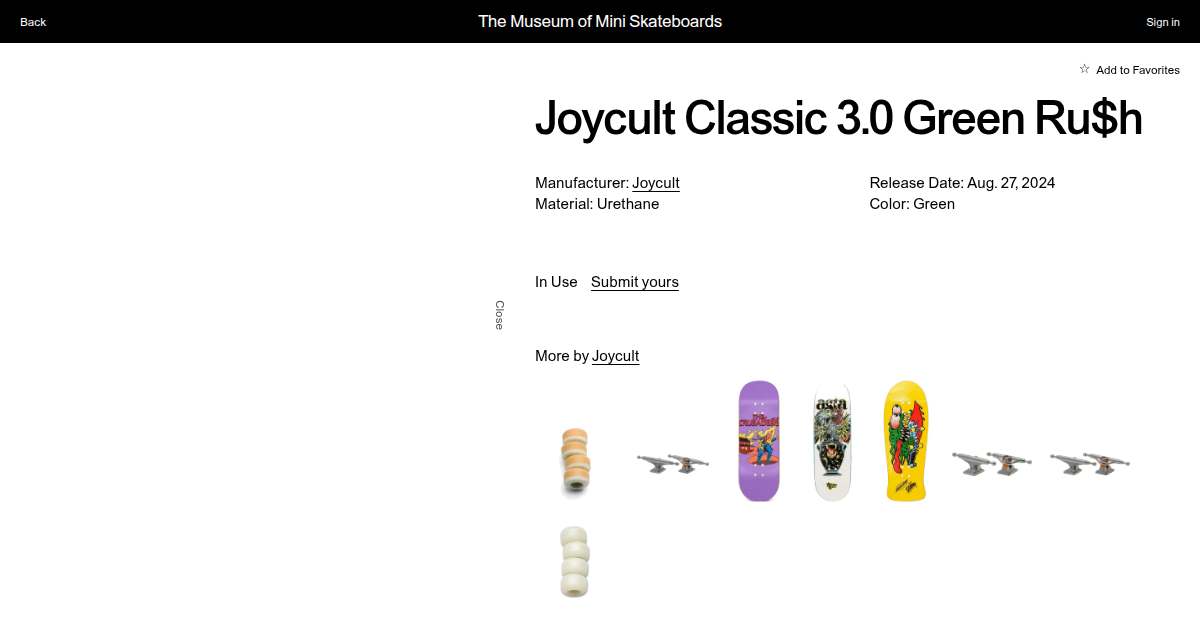 Back
The Museum of Mini Skateboards
Sign in
☆ Add to Favorites
Joycult Classic 3.0 Green Ru$h
Manufacturer: Joycult
Release Date: Aug. 27, 2024
Material: Urethane
Color: Green
In Use Submit yours
Close
More by Joycult